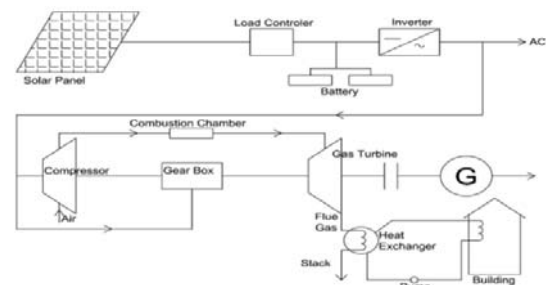 Load Controler
Inverter
AC
Solar Panel
Battery
Combustion Chamber
Gas Turbine
Compressor
Gear Box
G
Air
Flue
Gas
Heat
Exchanger
Stack
Building